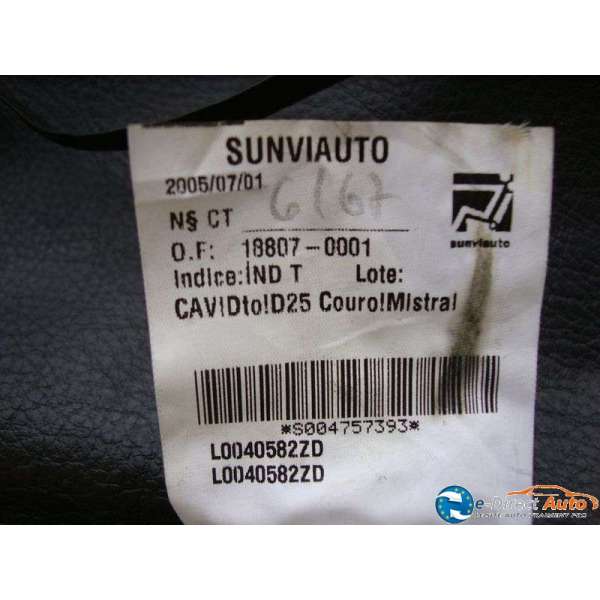 SUNVIAUTO
2005/07/01
N§ CT 6167
sunviauto
O.F: 18807-0001
Indice:IND T Lote:
CAV!Dto!D25 Couro!Mistral
*S004757393*
L0040582ZD
L0040582ZD
e-Direct Auto